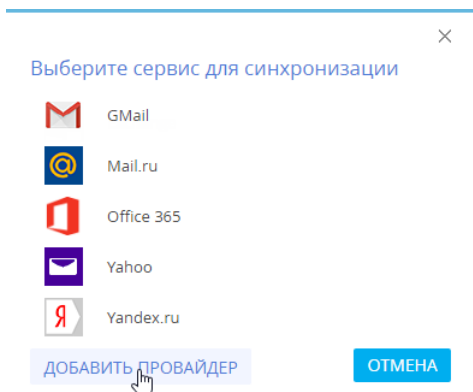 Выберите сервис для синхронизации
GMail
Mail.ru
Office 365
Yahoo
Yandex.ru
ДОБАВИТЬ ПРОВАЙДЕР
ОТМЕНА